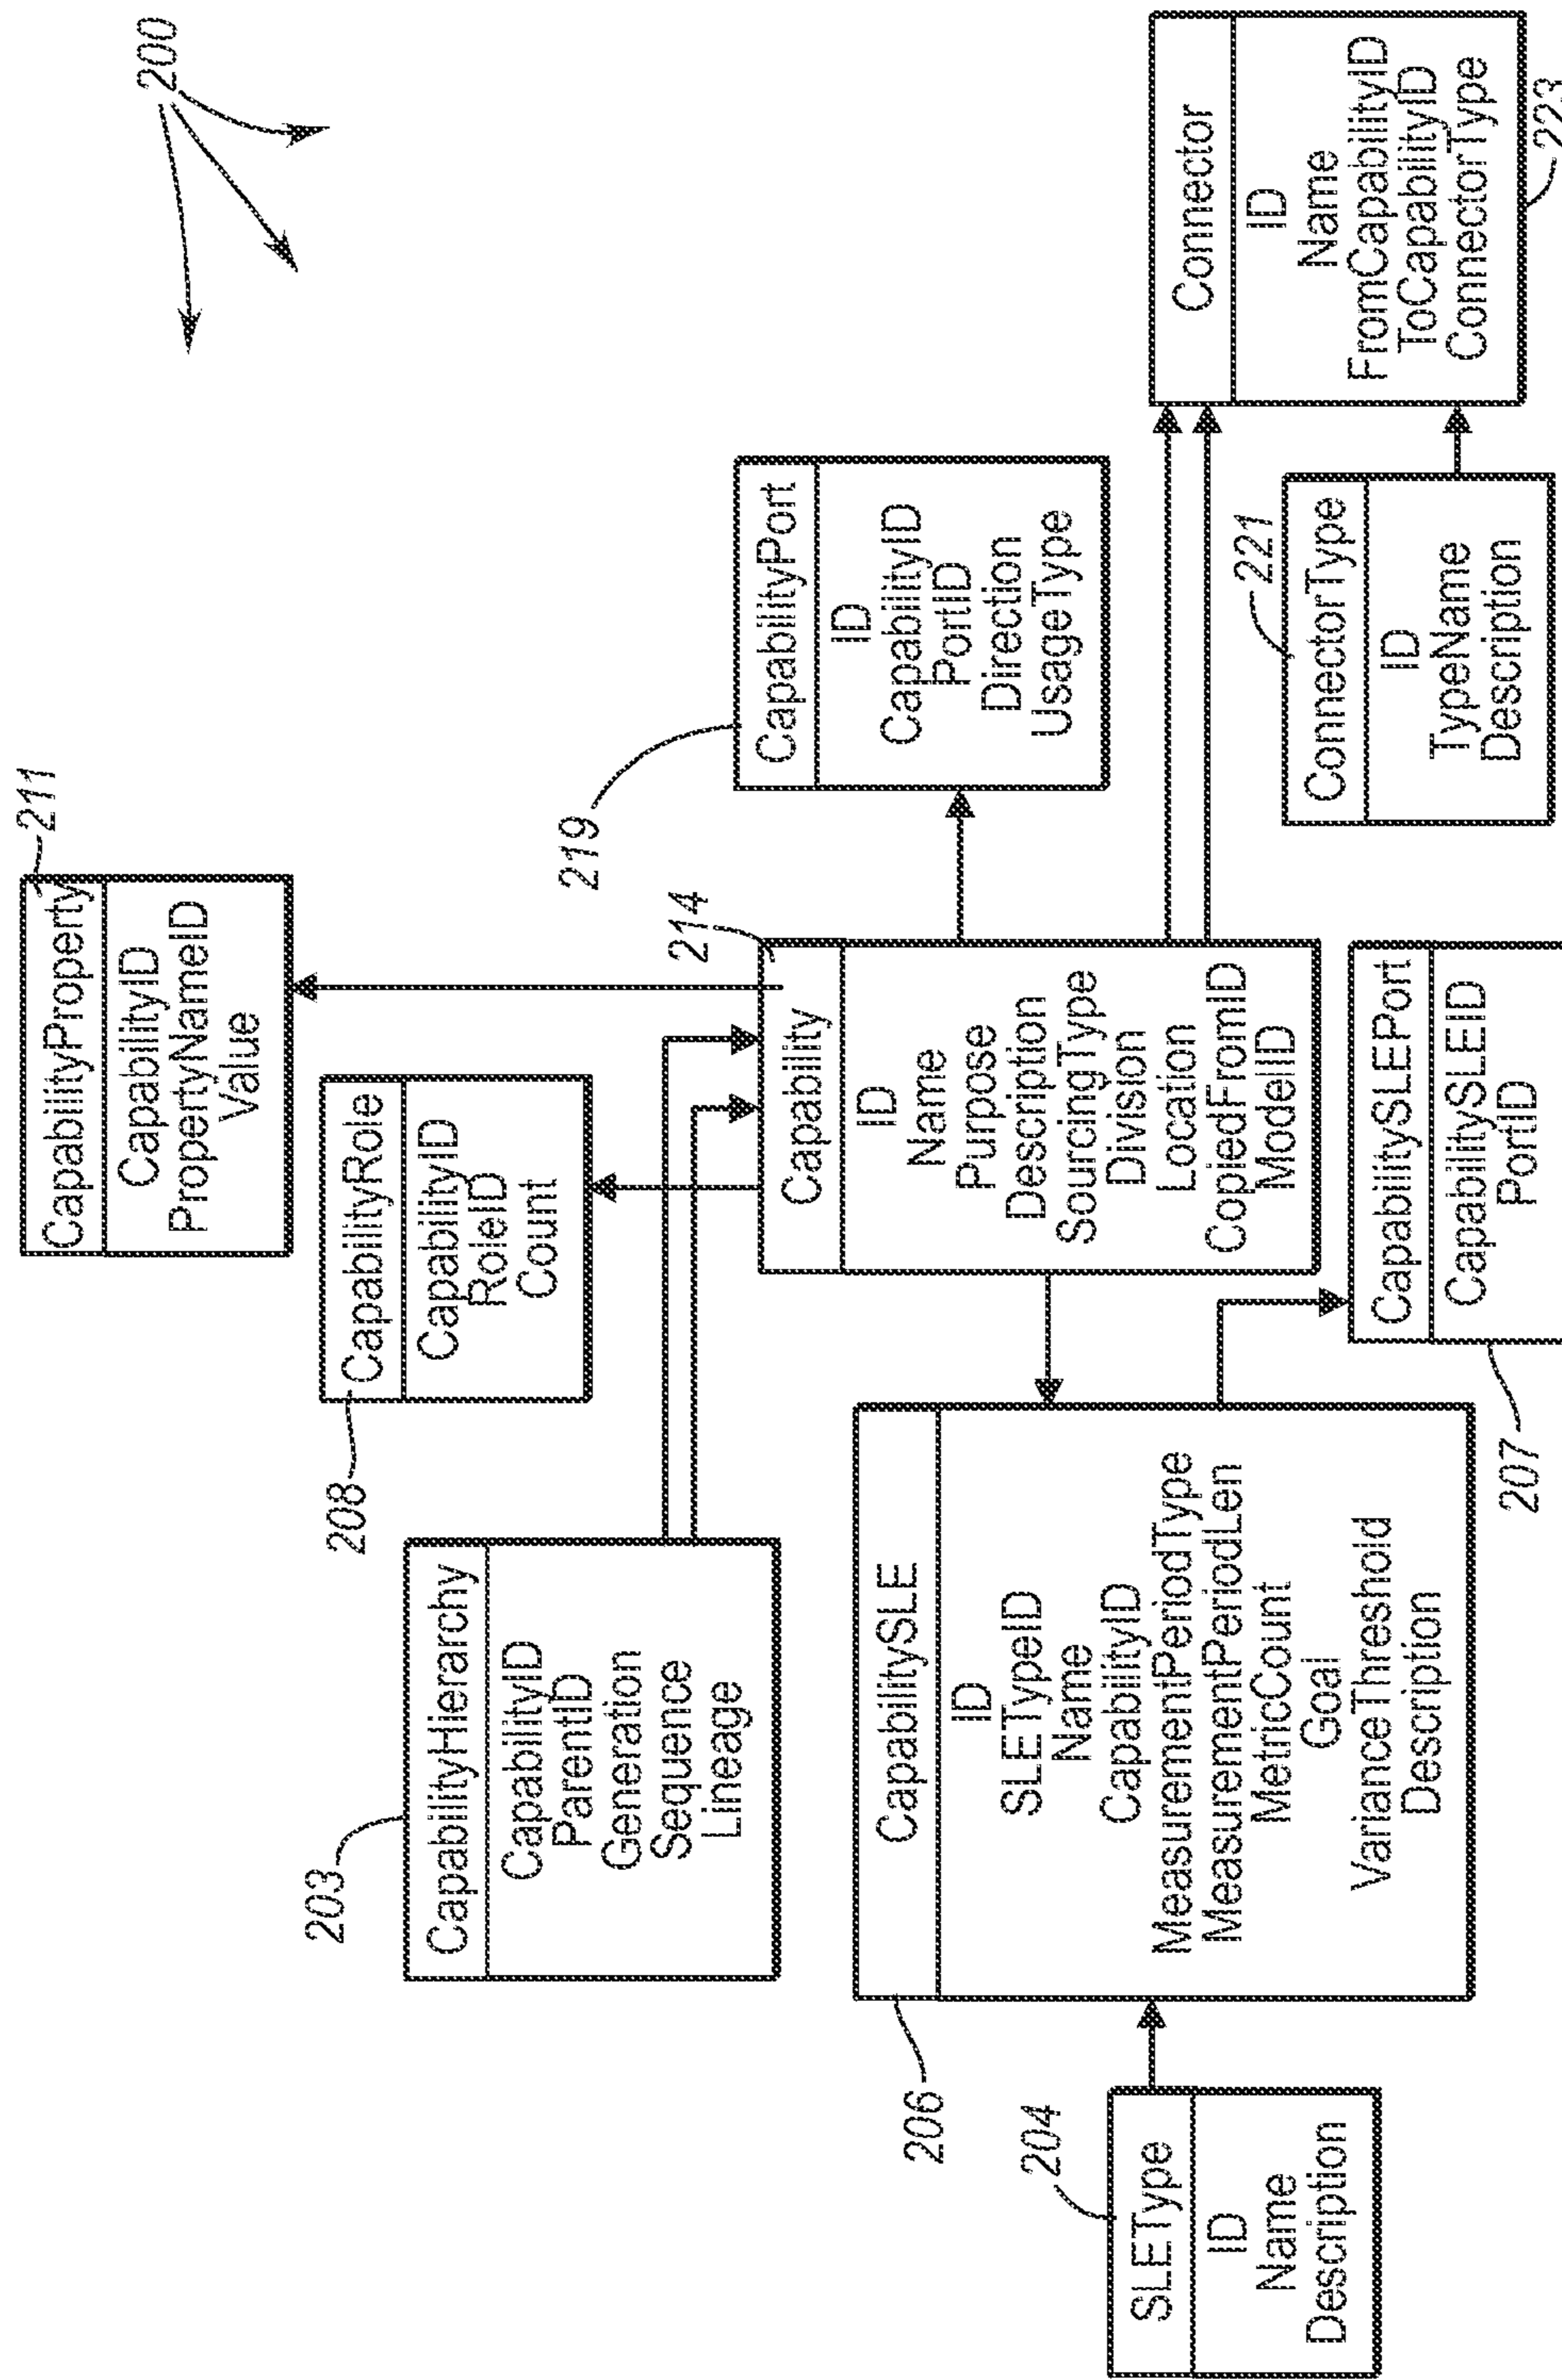 200
211
CapabilityProperty
CapabilityID
PropertyNameID
Value
208
CapabilityRole
CapabilityID
RoleID
Count
203
CapabilityHierarchy
CapabilityID
ParentID
Generation
Sequence
Lineage
219
CapabilityPort
ID
CapabilityID
PortID
Direction
UsageType
214
Capability
ID
Name
Purpose
Description
SourcingType
Division
Location
CopiedFromID
ModelID
206
CapabilitySLE
ID
SLETypeID
Name
CapabilityID
MeasurementPeriodType
MeasurementPeriodLen
MetricCount
Goal
VarianceThreshold
Description
204
SLEType
ID
Name
Description
207
CapabilitySLEPort
CapabilitySLEID
PortID
221
ConnectorType
ID
TypeName
Description
Connector
ID
Name
FromCapabilityID
ToCapabilityID
ConnectorType
223